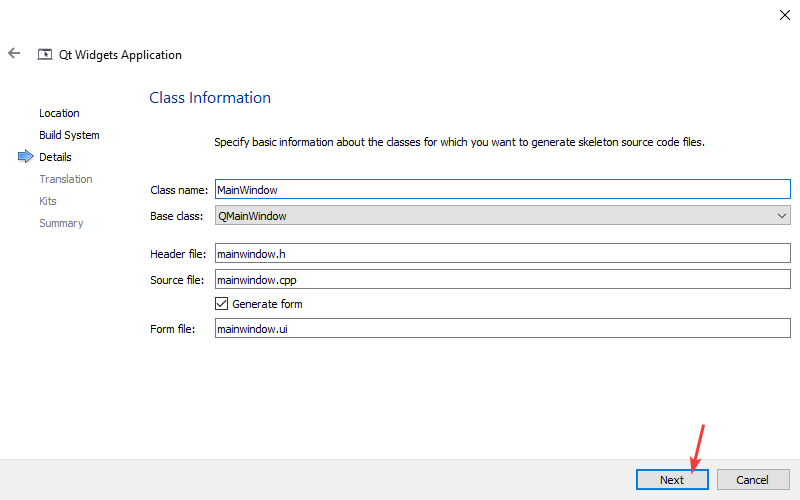 Qt Widgets Application
Location
Build System
Details
Translation
Kits
Summary
Class Information
Specify basic information about the classes for which you want to generate skeleton source code files.
Class name: MainWindow
Base class: QMainWindow
Header file: mainwindow.h
Source file: mainwindow.cpp
Generate form
Form file: mainwindow.ui
Next Cancel